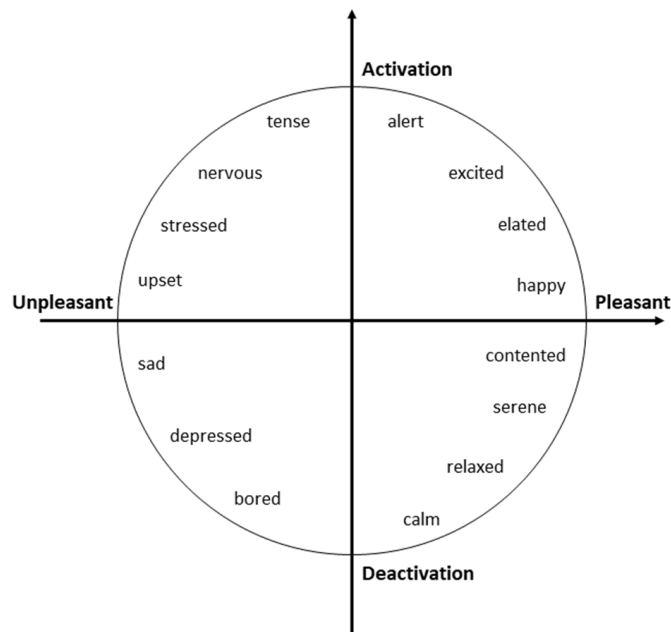 Activation
tense alert
nervous excited
stressed elated
upset happy
Unpleasant Pleasant
sad contented
serene
depressed
relaxed
bored
calm
Deactivation